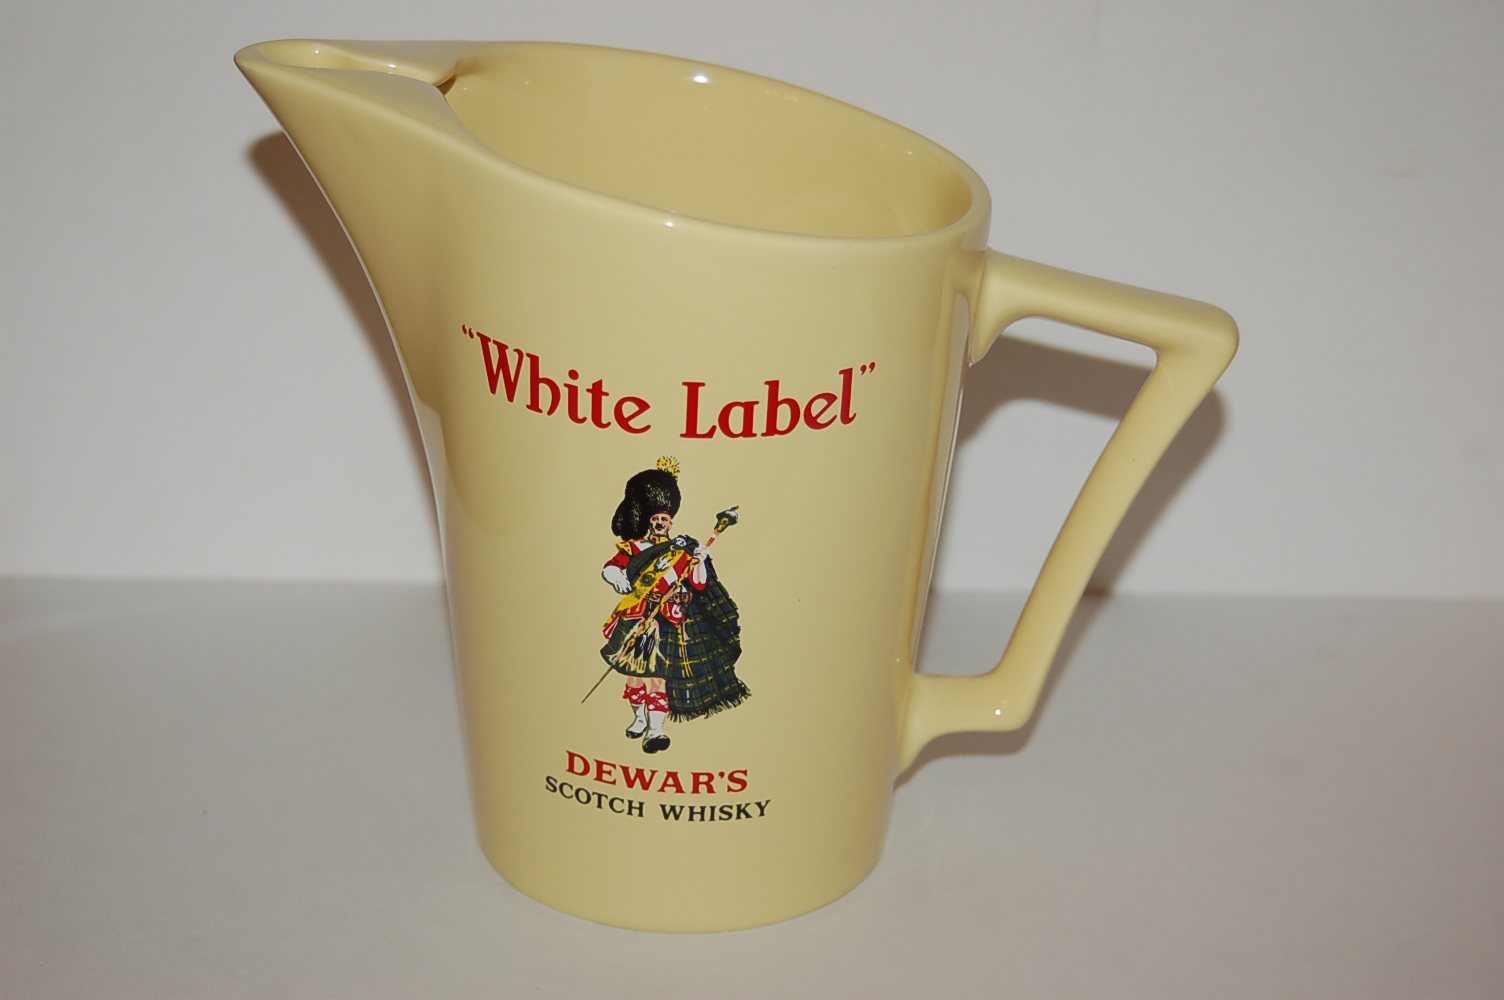 “White Label”
DEWAR'S
SCOTCH WHISKY